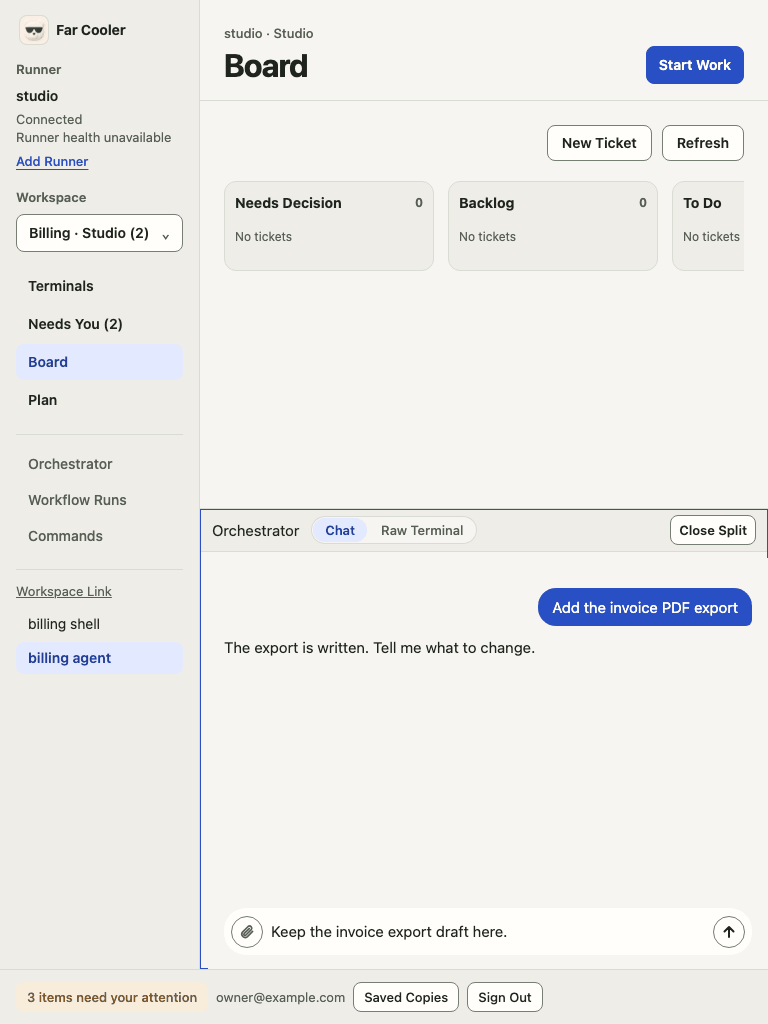 Far Cooler
Runner
studio
Connected
Runner health unavailable
Add Runner
Workspace
Billing · Studio (2)
Terminals
Needs You (2)
Board
Plan
Orchestrator
Workflow Runs
Commands
Workspace Link
billing shell
billing agent
studio · Studio
Board
Start Work
New Ticket
Refresh
Needs Decision 0
No tickets
Backlog 0
No tickets
To Do
No tickets
Orchestrator
Chat
Raw Terminal
Close Split
Add the invoice PDF export
The export is written. Tell me what to change.
Keep the invoice export draft here.
3 items need your attention
owner@example.com
Saved Copies
Sign Out